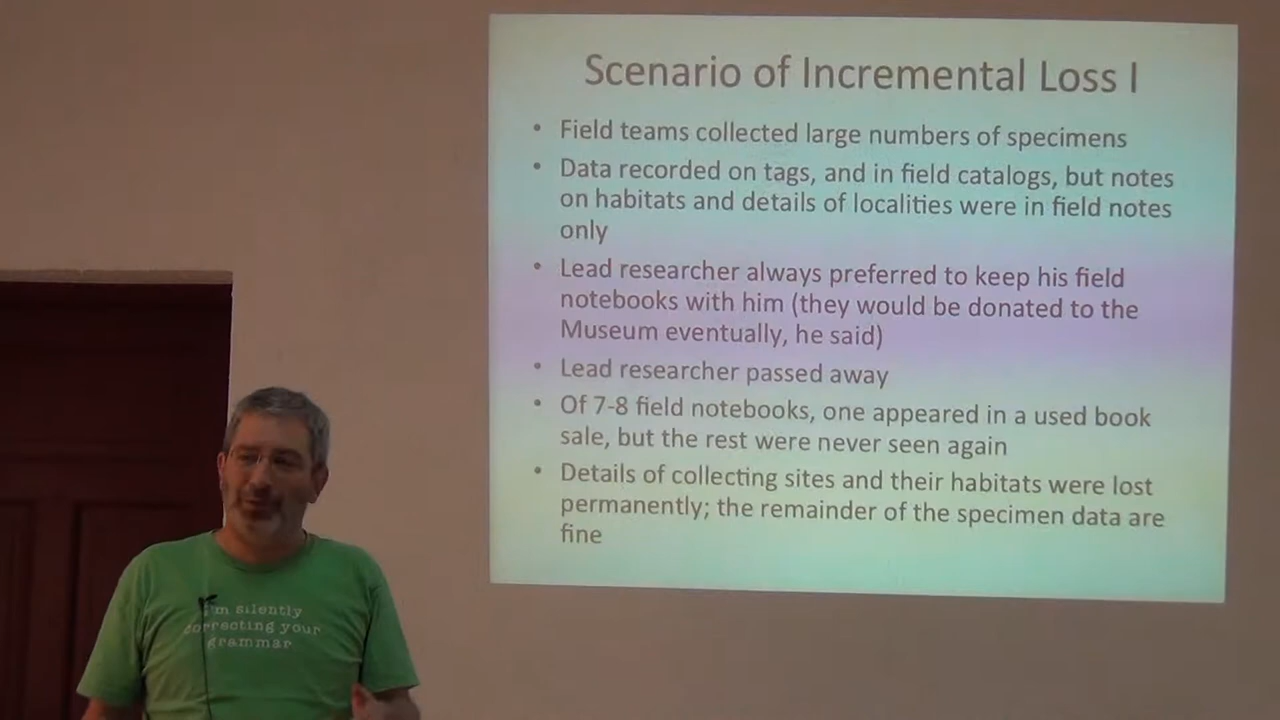 Scenario of Incremental Loss I
• Field teams collected large numbers of specimens
• Data recorded on tags, and in field catalogs, but notes
on habitats and details of localities were in field notes
only
• Lead researcher always preferred to keep his field
notebooks with him (they would be donated to the
Museum eventually, he said)
• Lead researcher passed away
• Of 7-8 field notebooks, one appeared in a used book
sale, but the rest were never seen again
• Details of collecting sites and their habitats were lost
permanently; the remainder of the specimen data are
fine
I'm silently
correcting your
grammar